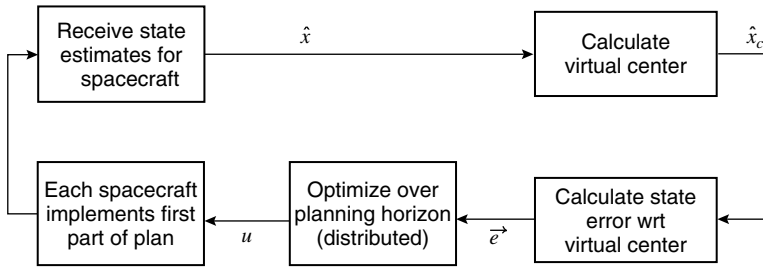 Receive state
estimates for
spacecraft
x̂
Calculate
virtual center
x̂c
Each spacecraft
implements first
part of plan
u
Optimize over
planning horizon
(distributed)
e⃗
Calculate state
error wrt
virtual center